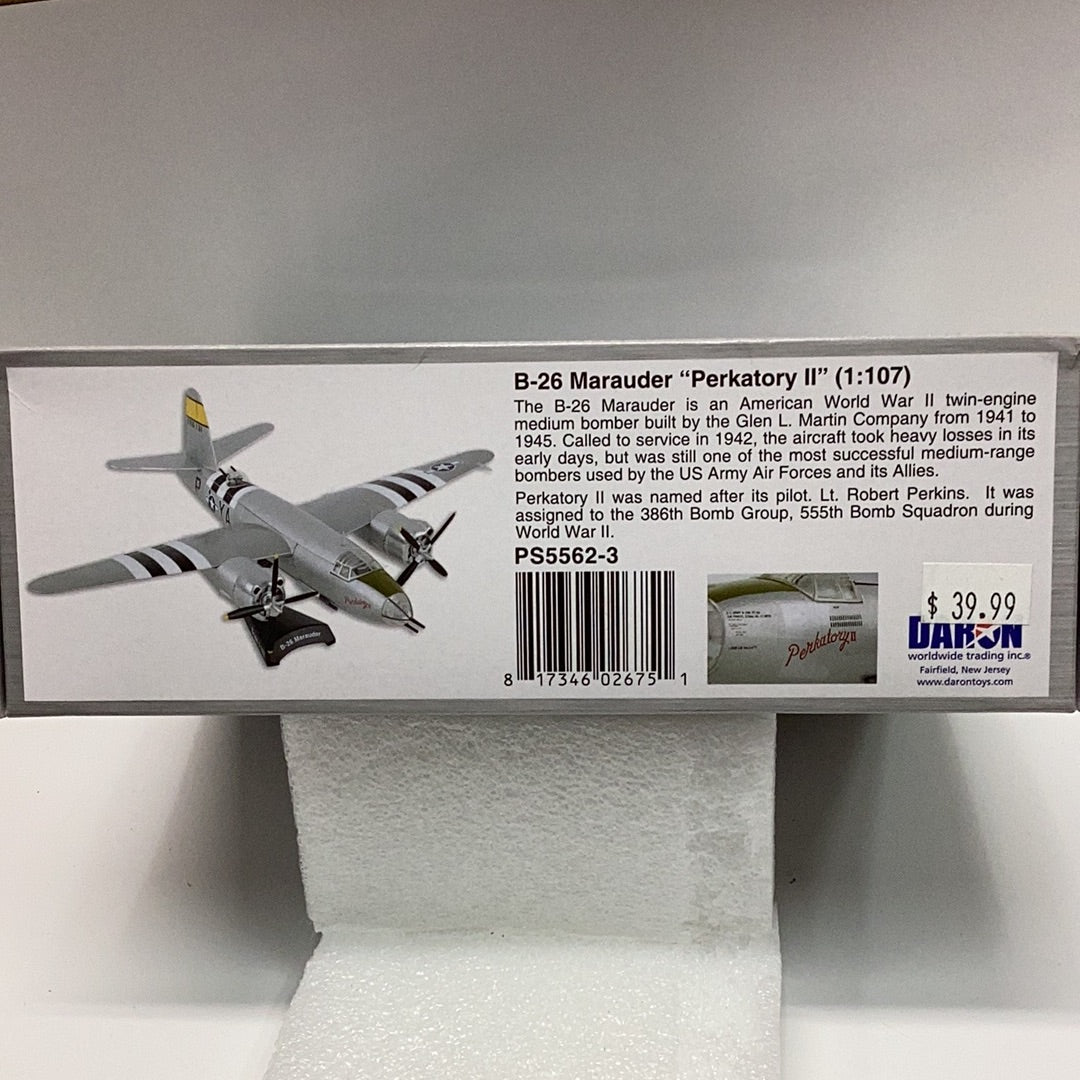 B-26 Marauder “Perkatory II” (1:107)
The B-26 Marauder is an American World War II twin-engine
medium bomber built by the Glen L. Martin Company from 1941 to
1945. Called to service in 1942, the aircraft took heavy losses in its
early days, but was still one of the most successful medium-range
bombers used by the US Army Air Forces and its Allies.
Perkatory II was named after its pilot. Lt. Robert Perkins. It was
assigned to the 386th Bomb Group, 555th Bomb Squadron during
World War II.
PS5562-3
8 17346 02675 1
Perkatory II
$ 39.99
DARON
worldwide trading inc.®
Fairfield, New Jersey
www.darontoys.com
B-26 Marauder
Perkatory
YA